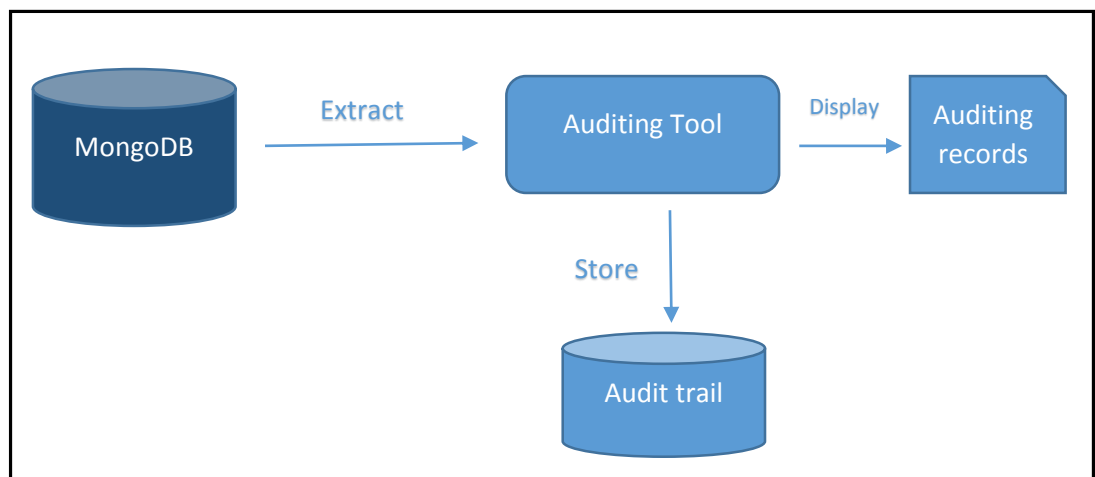 MongoDB
Extract
Auditing Tool
Display
Auditing
records
Store
Audit trail